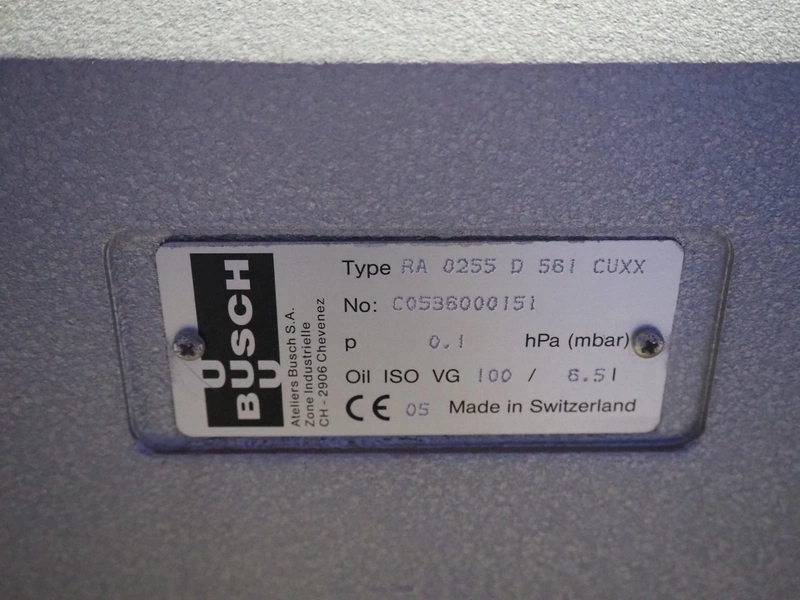 BUSCH
Ateliers Busch S.A.
Zone Industrielle
CH - 2906 Chevenez
Type RA 0255 D 561 CUXX
No: C0536000151
p 0.1 hPa (mbar)
Oil ISO VG 100 / 6.5l
CE 05 Made in Switzerland